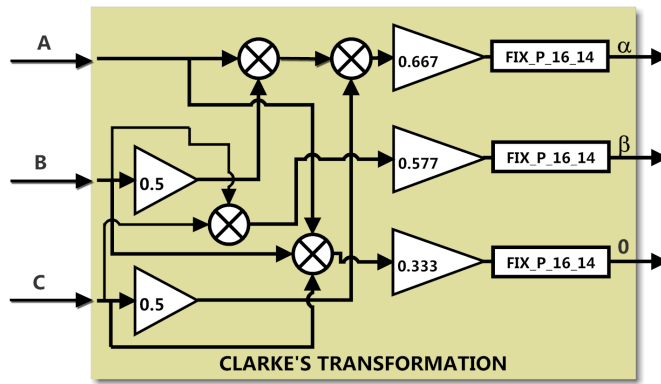 A
0.667
FIX_P_16_14
α
B
0.5
0.577
FIX_P_16_14
β
0.333
FIX_P_16_14
0
C
0.5
CLARKE'S TRANSFORMATION